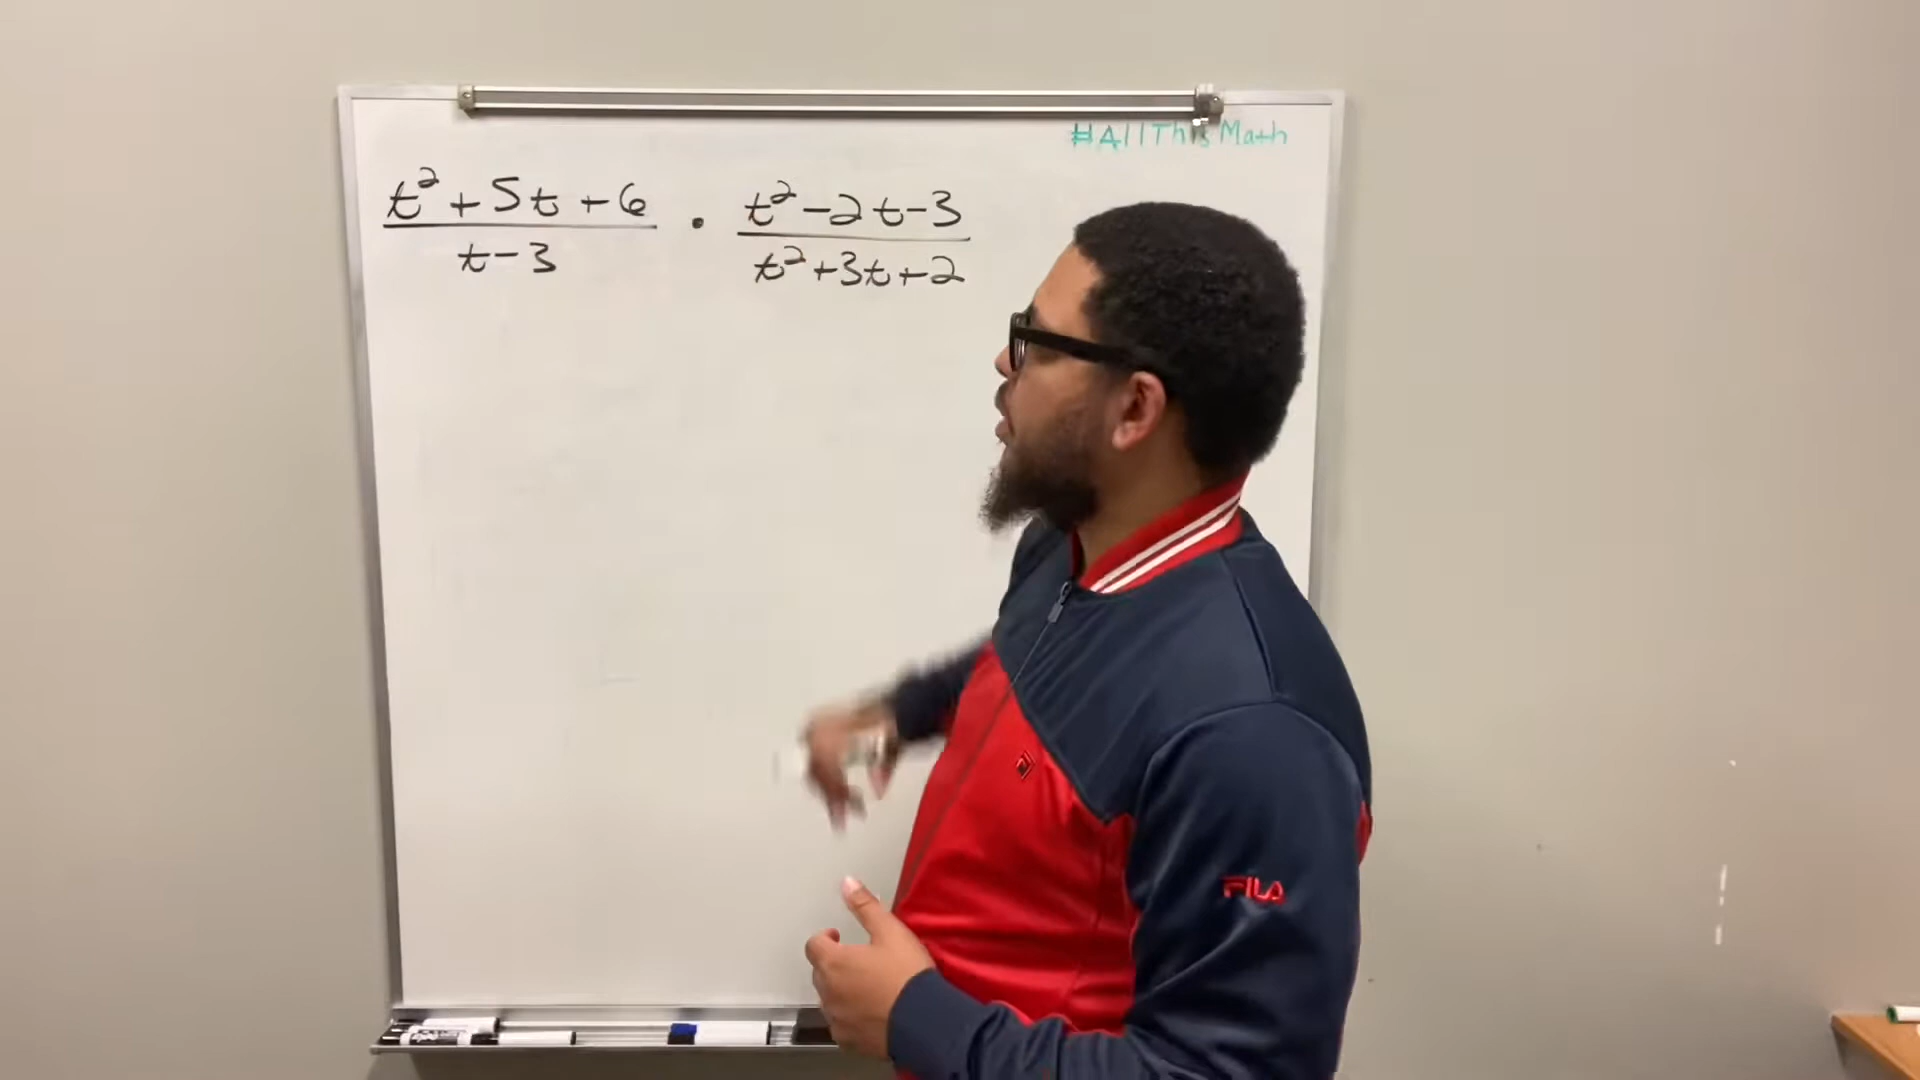 #AllThisMath
t² + 5t + 6 / t - 3 · t² - 2t - 3 / t² + 3t + 2
FILA